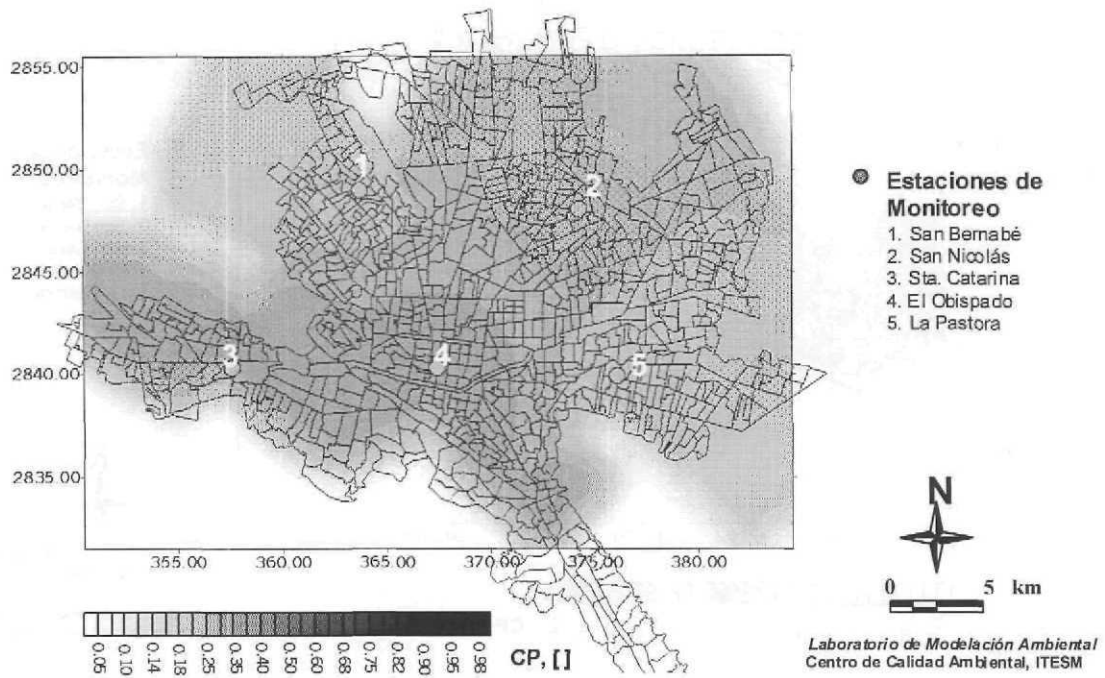 2855.00
2850.00
2845.00
2840.00
2835.00
355.00
360.00
365.00
370.00
375.00
380.00
1
2
3
4
5
Estaciones de
Monitoreo
1. San Bernabé
2. San Nicolás
3. Sta. Catarina
4. El Obispado
5. La Pastora
N
0 5 km
0.05
0.10
0.14
0.18
0.25
0.35
0.50
0.60
0.68
0.75
0.82
0.90
0.98
CP, [ ]
Laboratorio de Modelación Ambiental
Centro de Calidad Ambiental, ITESM